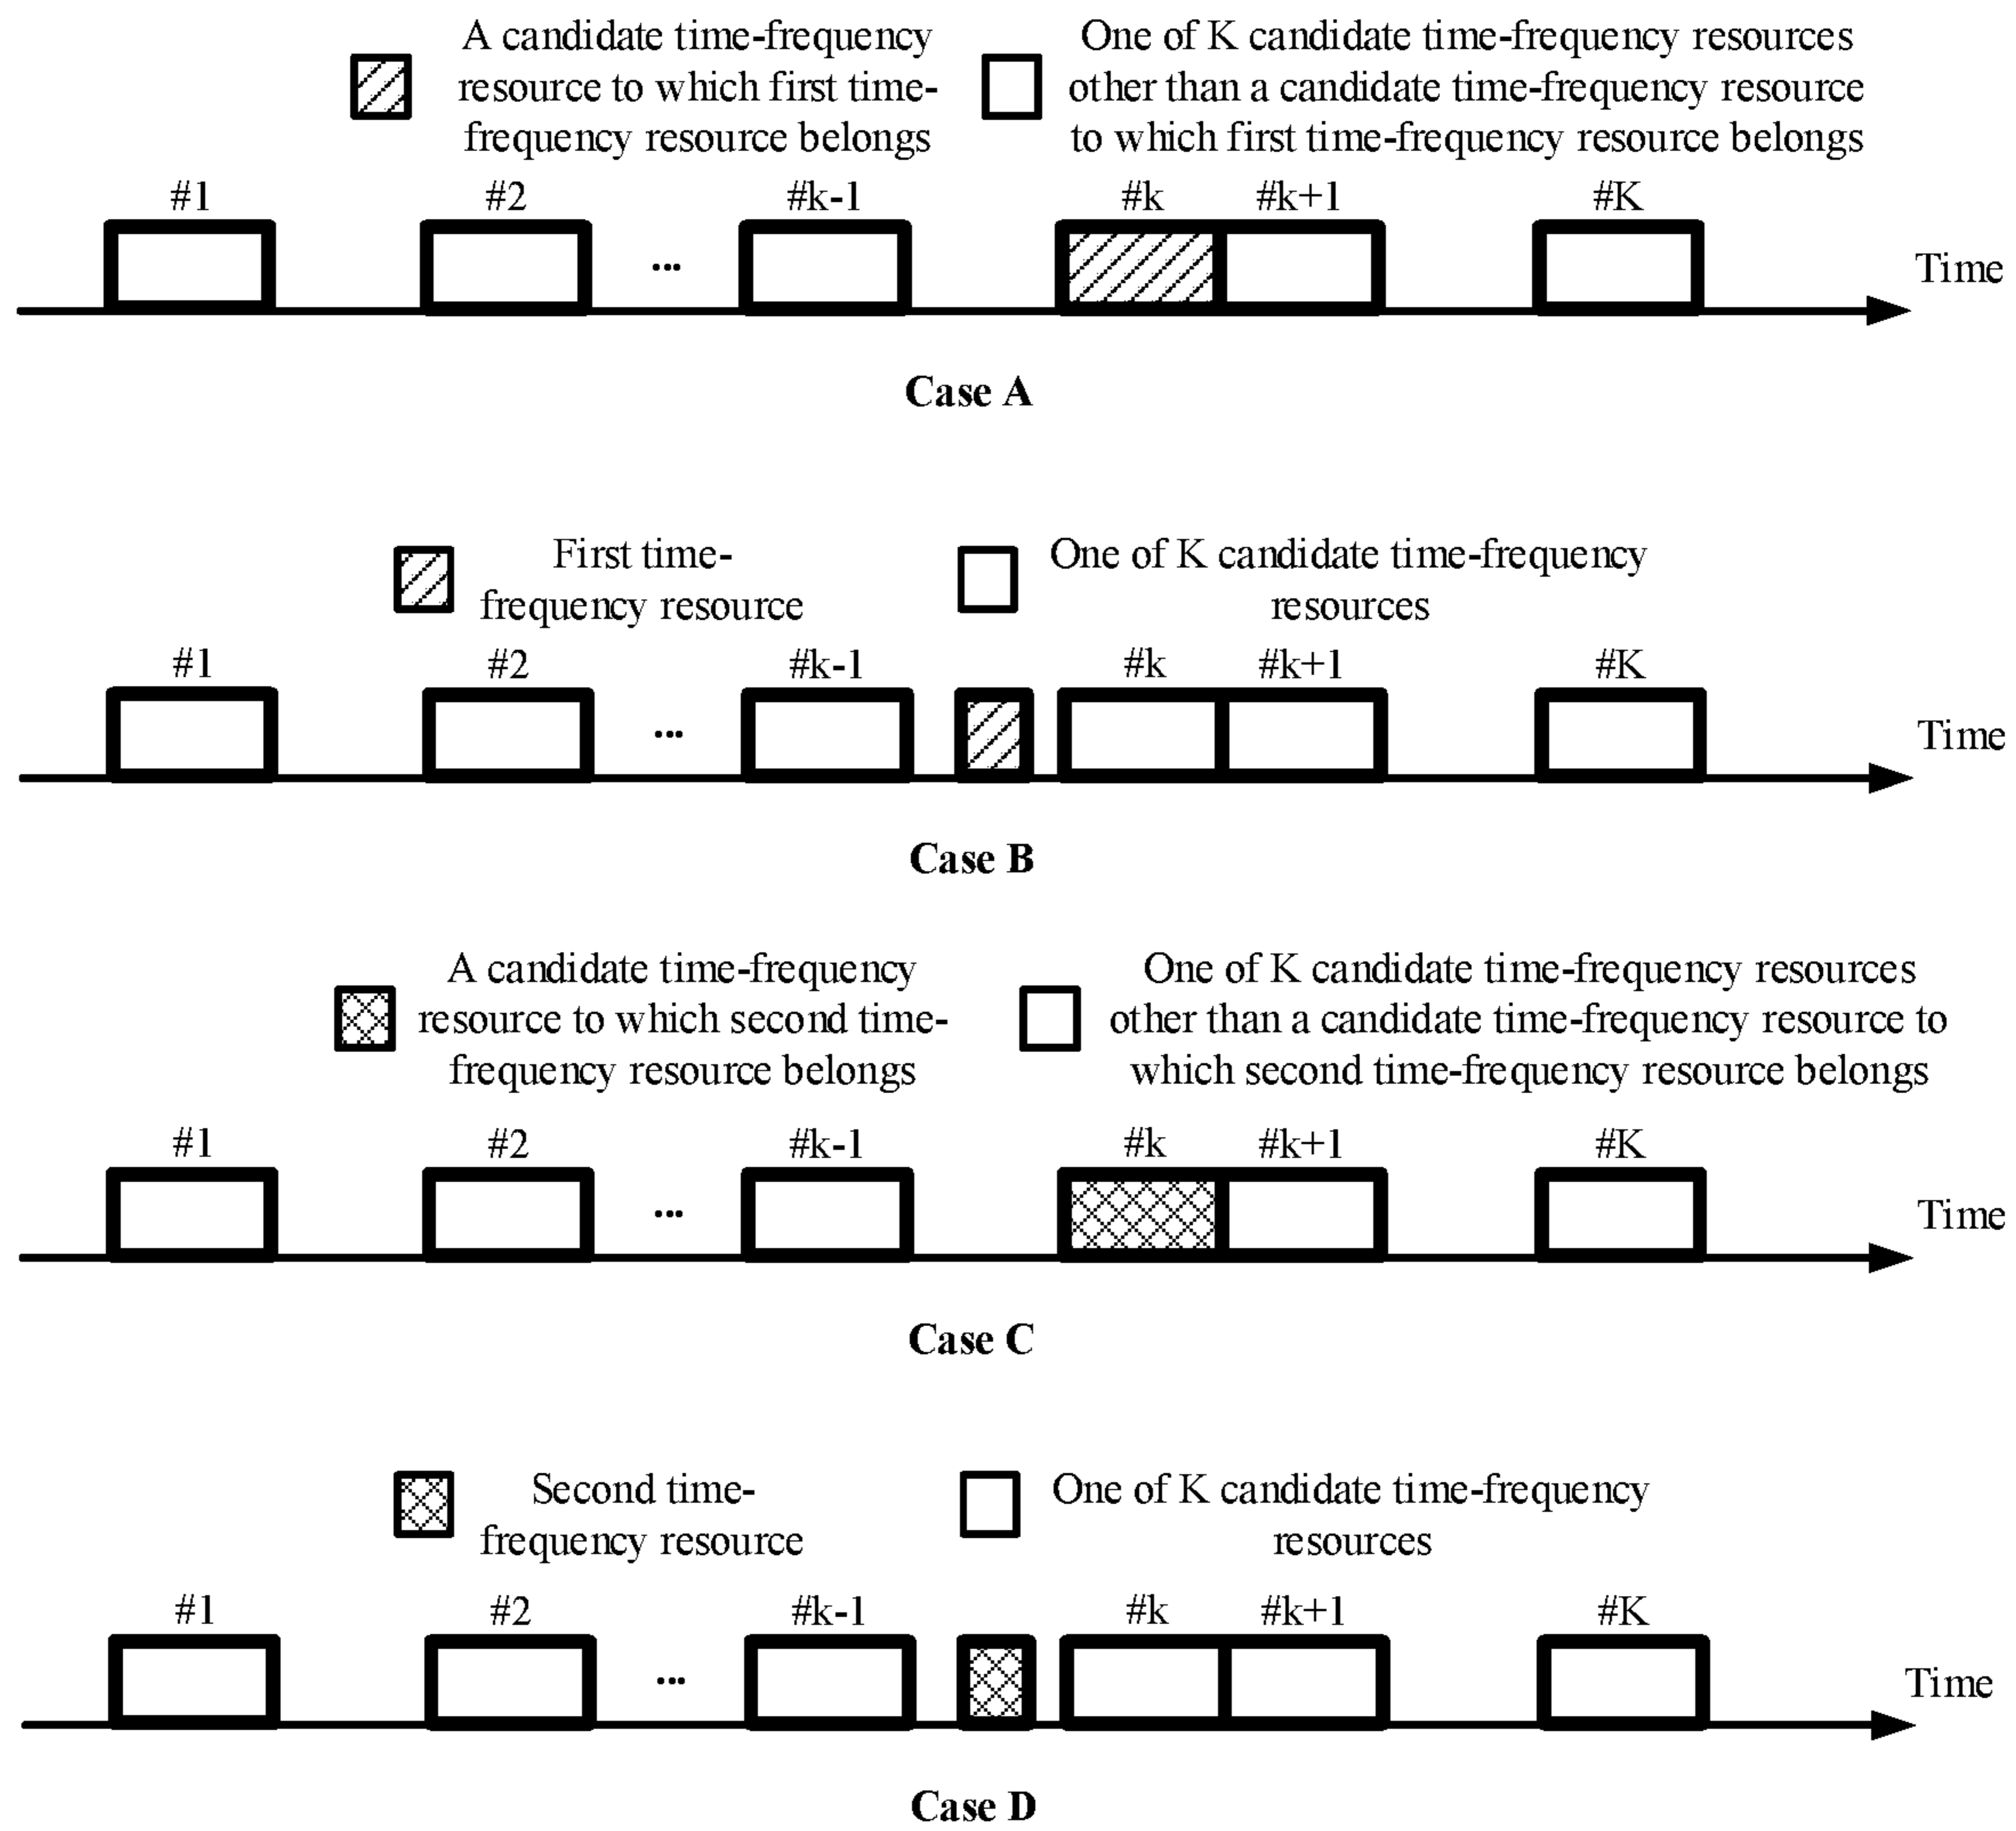 A candidate time-frequency
resource to which first time-
frequency resource belongs
One of K candidate time-frequency resources
other than a candidate time-frequency resource
to which first time-frequency resource belongs
#1 #2 #k-1 #k #k+1 #K
... Time
Case A
First time-
frequency resource
One of K candidate time-frequency
resources
#1 #2 #k-1 #k #k+1 #K
... Time
Case B
A candidate time-frequency
resource to which second time-
frequency resource belongs
One of K candidate time-frequency resources
other than a candidate time-frequency resource to
which second time-frequency resource belongs
#1 #2 #k-1 #k #k+1 #K
... Time
Case C
Second time-
frequency resource
One of K candidate time-frequency
resources
#1 #2 #k-1 #k #k+1 #K
... Time
Case D